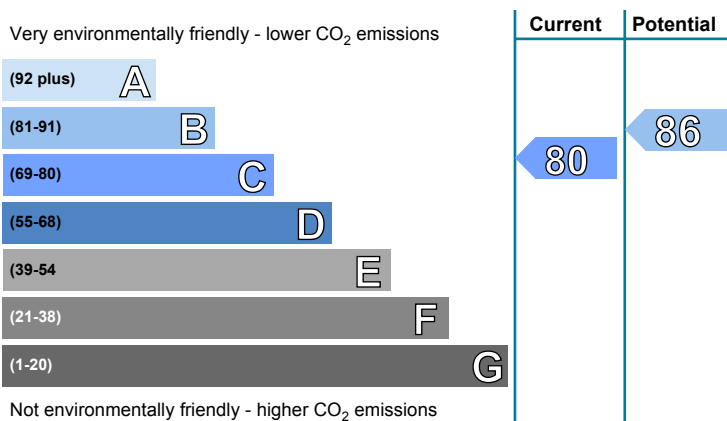 Current Potential
Very environmentally friendly - lower CO₂ emissions
(92 plus) A
(81-91) B
86
(69-80) C
80
(55-68) D
(39-54 E
(21-38) F
(1-20) G
Not environmentally friendly - higher CO₂ emissions